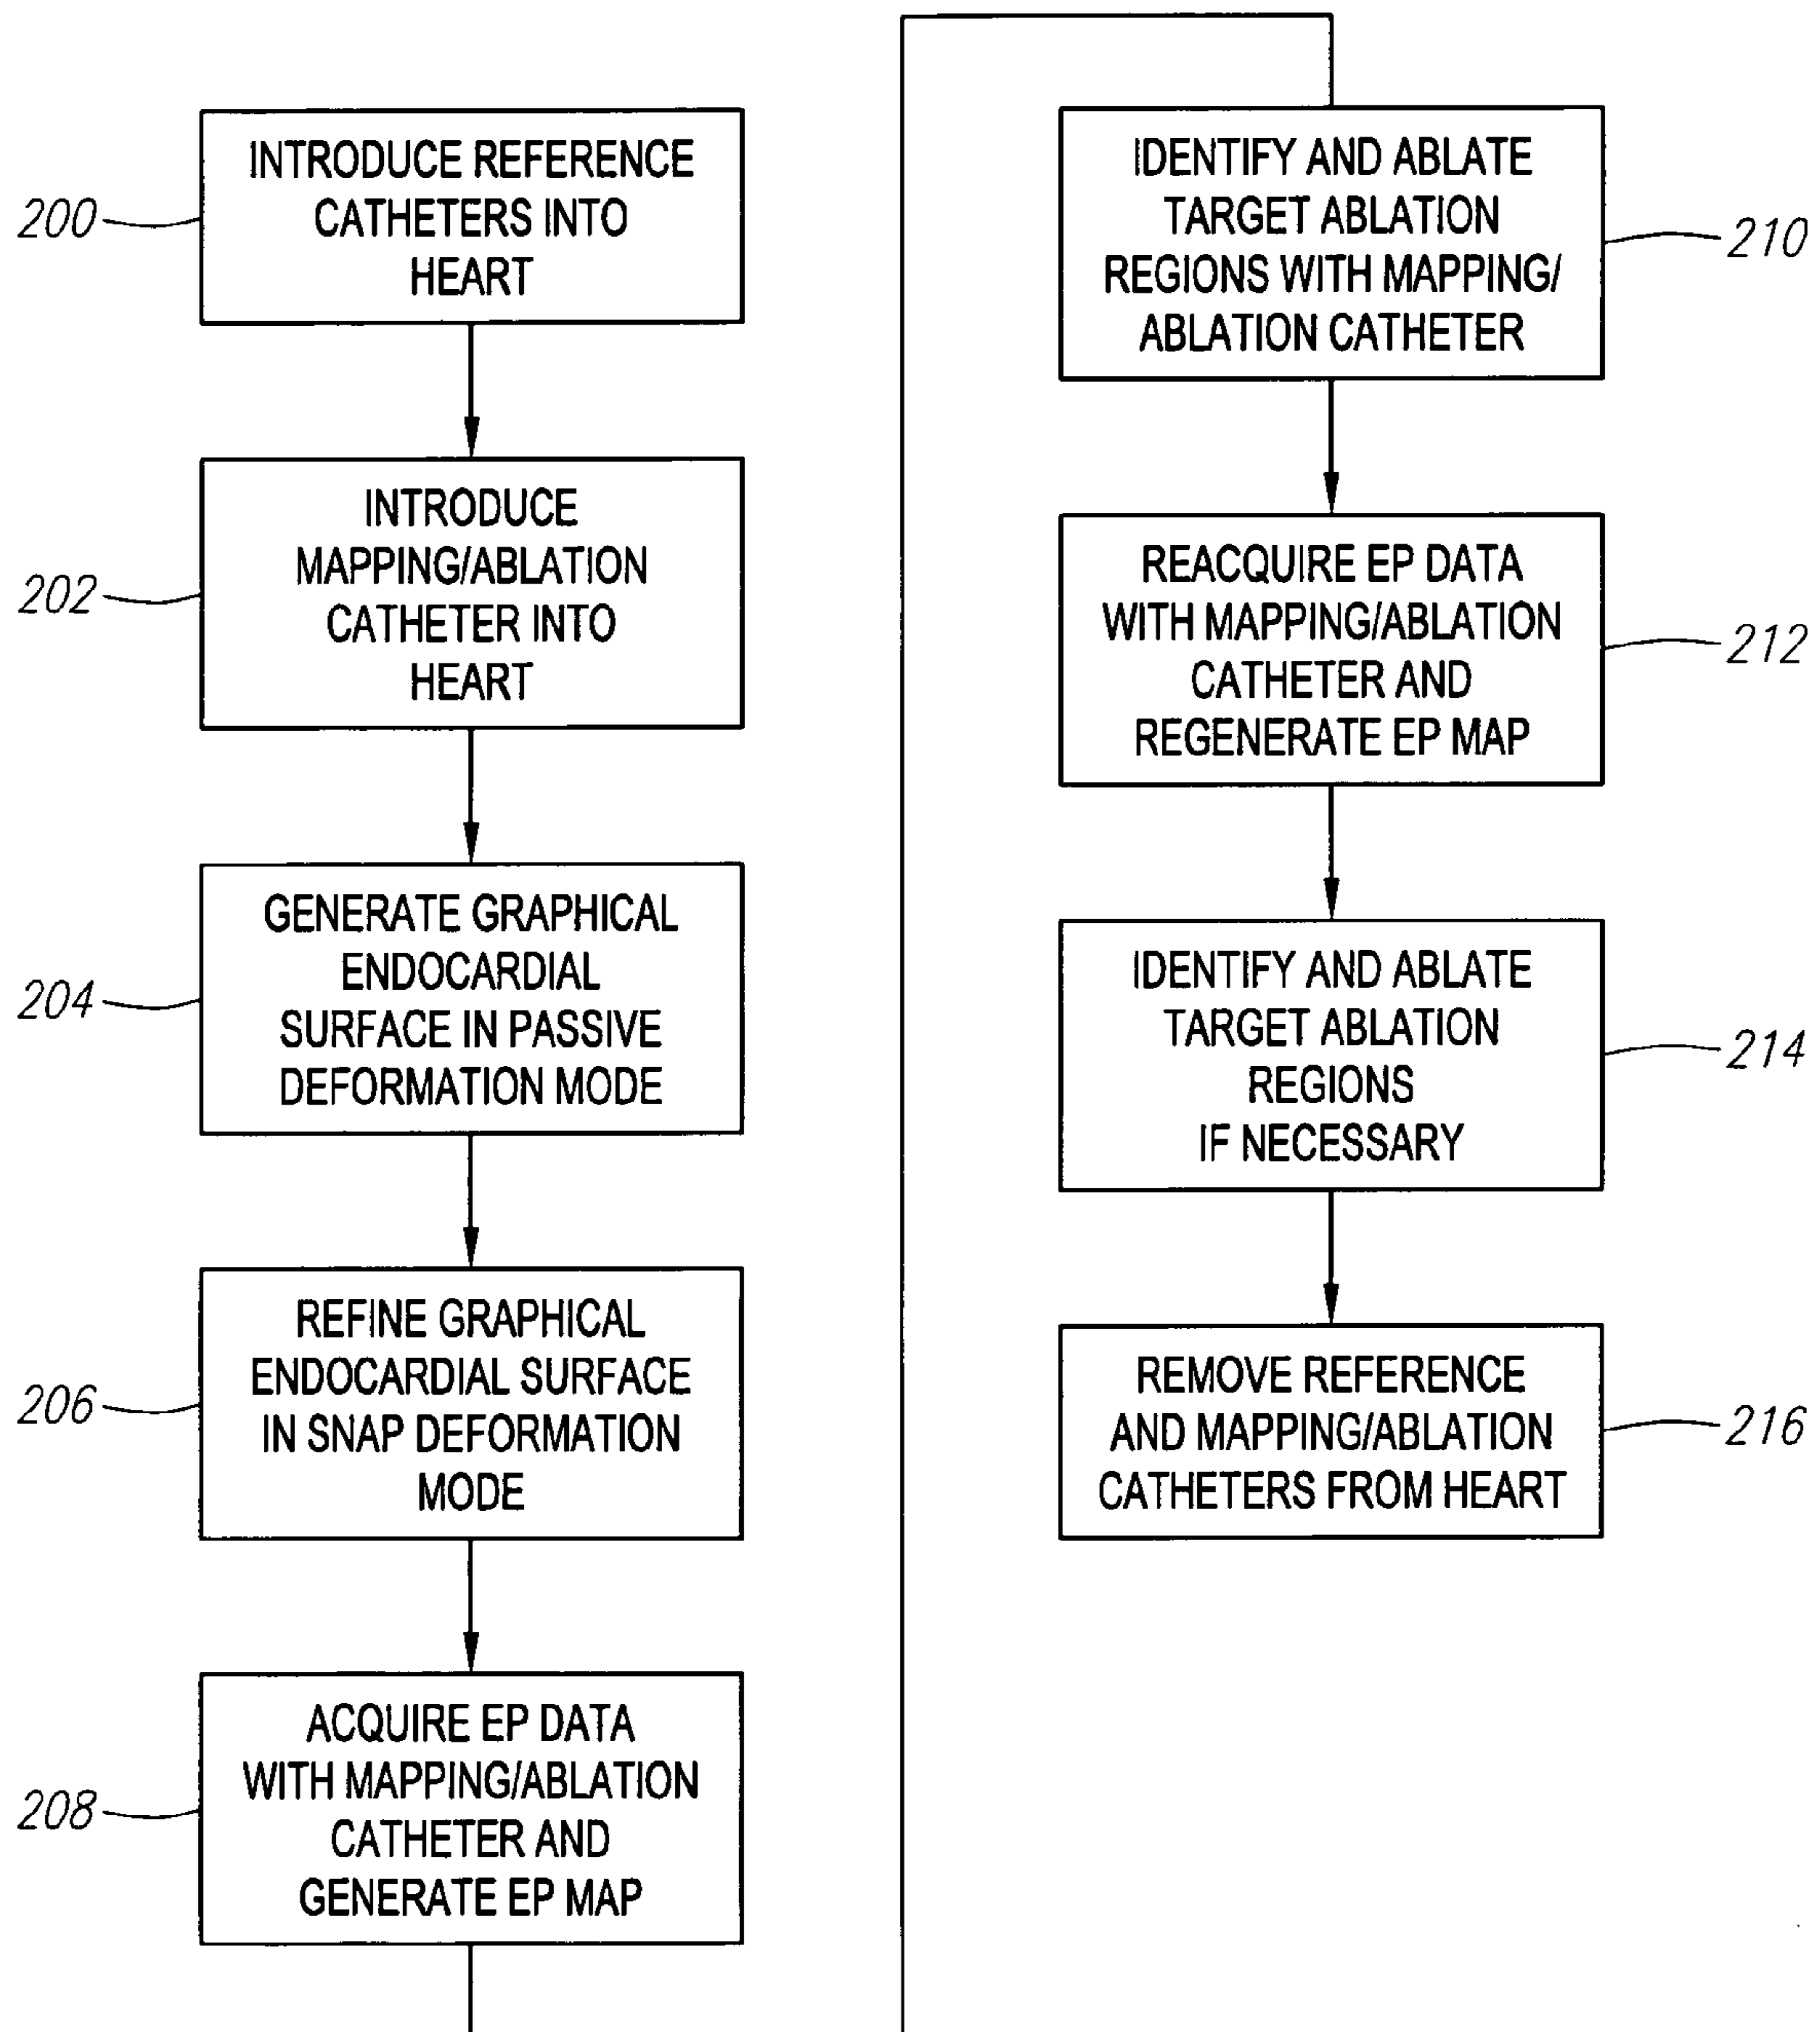 200
INTRODUCE REFERENCE
CATHETERS INTO
HEART
202
INTRODUCE
MAPPING/ABLATION
CATHETER INTO
HEART
204
GENERATE GRAPHICAL
ENDOCARDIAL
SURFACE IN PASSIVE
DEFORMATION MODE
206
REFINE GRAPHICAL
ENDOCARDIAL SURFACE
IN SNAP DEFORMATION
MODE
208
ACQUIRE EP DATA
WITH MAPPING/ABLATION
CATHETER AND
GENERATE EP MAP
IDENTIFY AND ABLATE
TARGET ABLATION
REGIONS WITH MAPPING/
ABLATION CATHETER
210
REACQUIRE EP DATA
WITH MAPPING/ABLATION
CATHETER AND
REGENERATE EP MAP
212
IDENTIFY AND ABLATE
TARGET ABLATION
REGIONS
IF NECESSARY
214
REMOVE REFERENCE
AND MAPPING/ABLATION
CATHETERS FROM HEART
216